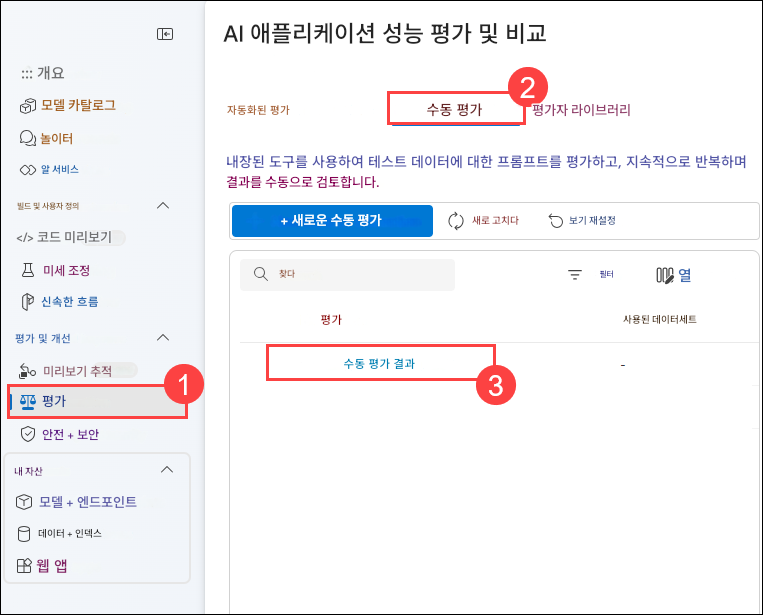 AI 애플리케이션 성능 평가 및 비교
개요
모델 카탈로그
놀이터
알 서비스
빌드 및 사용자 정의
</> 코드 미리보기
미세 조정
신속한 흐름
평가 및 개선
미리보기 추적
1
평가
안전 + 보안
내 자산
모델 + 엔드포인트
데이터 + 인덱스
웹 앱
자동화된 평가
수동 평가
2
평가자 라이브러리
내장된 도구를 사용하여 테스트 데이터에 대한 프롬프트를 평가하고, 지속적으로 반복하며
결과를 수동으로 검토합니다.
+ 새로운 수동 평가
새로 고치다
보기 재설정
찾다
필터
열
평가
사용된 데이터세트
수동 평가 결과
-
3